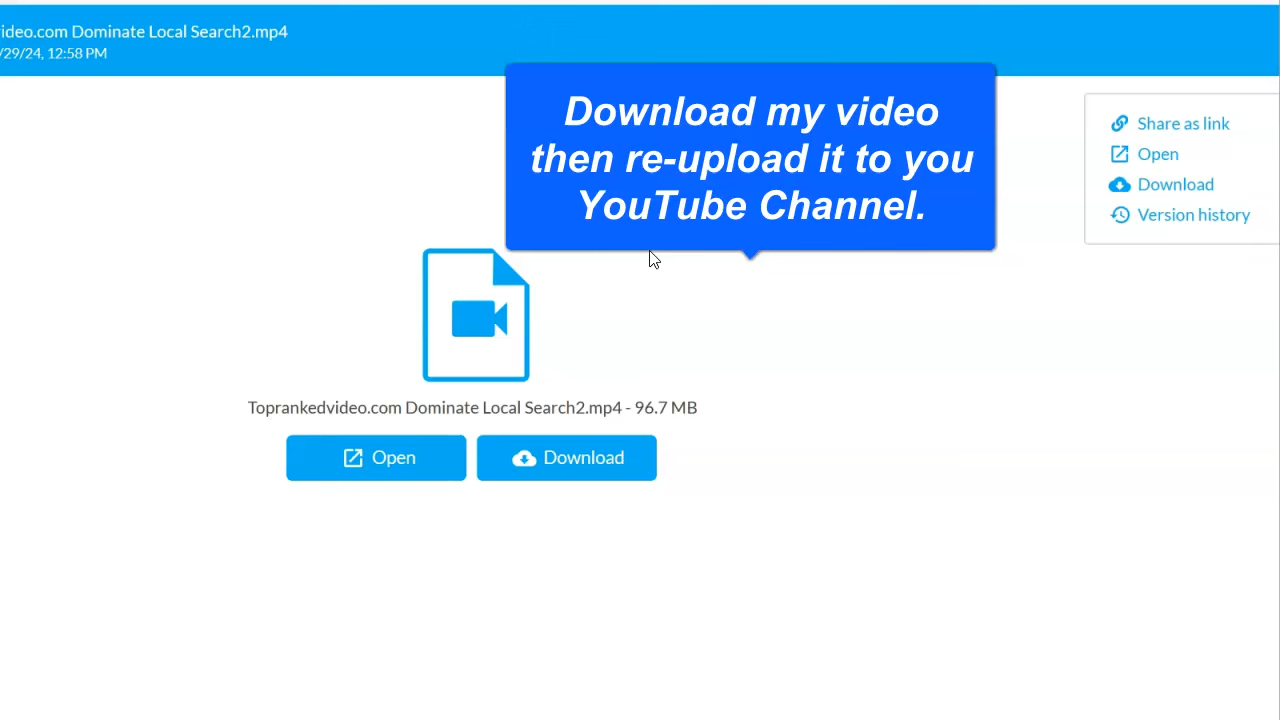 ideo.com Dominate Local Search2.mp4
/29/24, 12:58 PM
Download my video
then re-upload it to you
YouTube Channel.
Share as link
Open
Download
Version history
Toprankedvideo.com Dominate Local Search2.mp4 - 96.7 MB
Open
Download